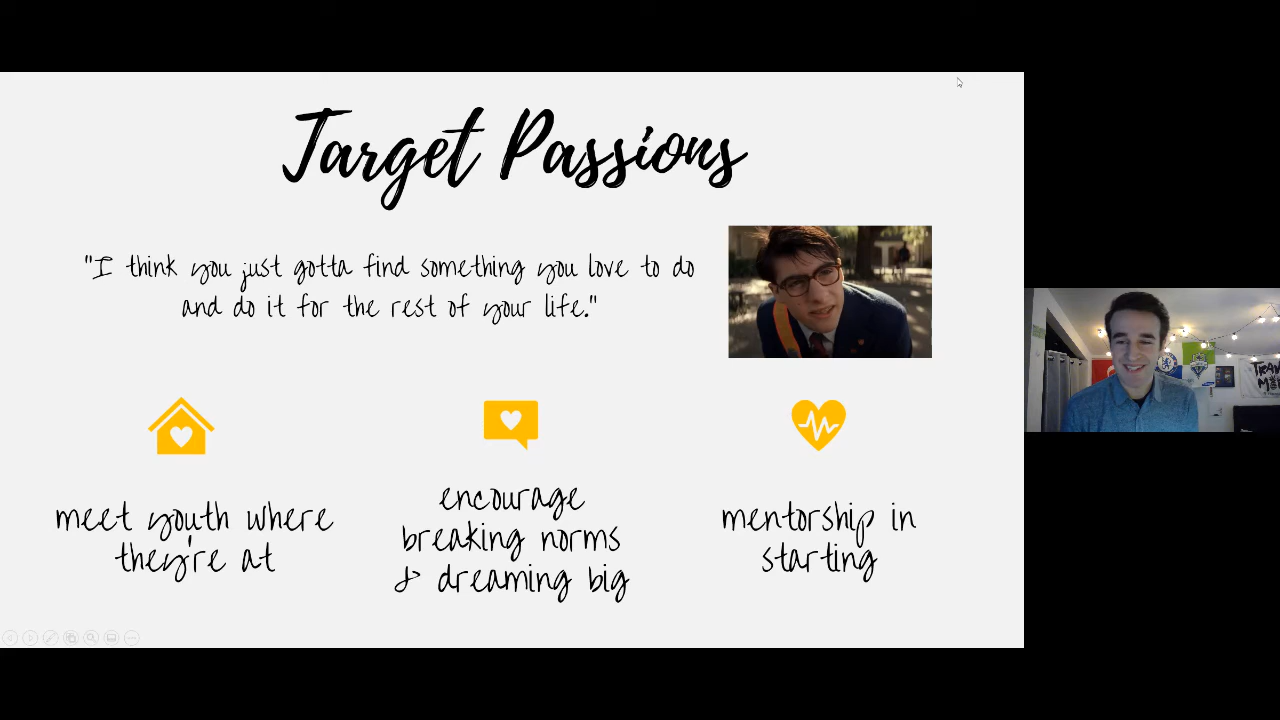 Target Passions
"I think you just gotta find something you love to do
and do it for the rest of your life."
meet youth where
they're at
encourage
breaking norms
& dreaming big
mentorship in
starting